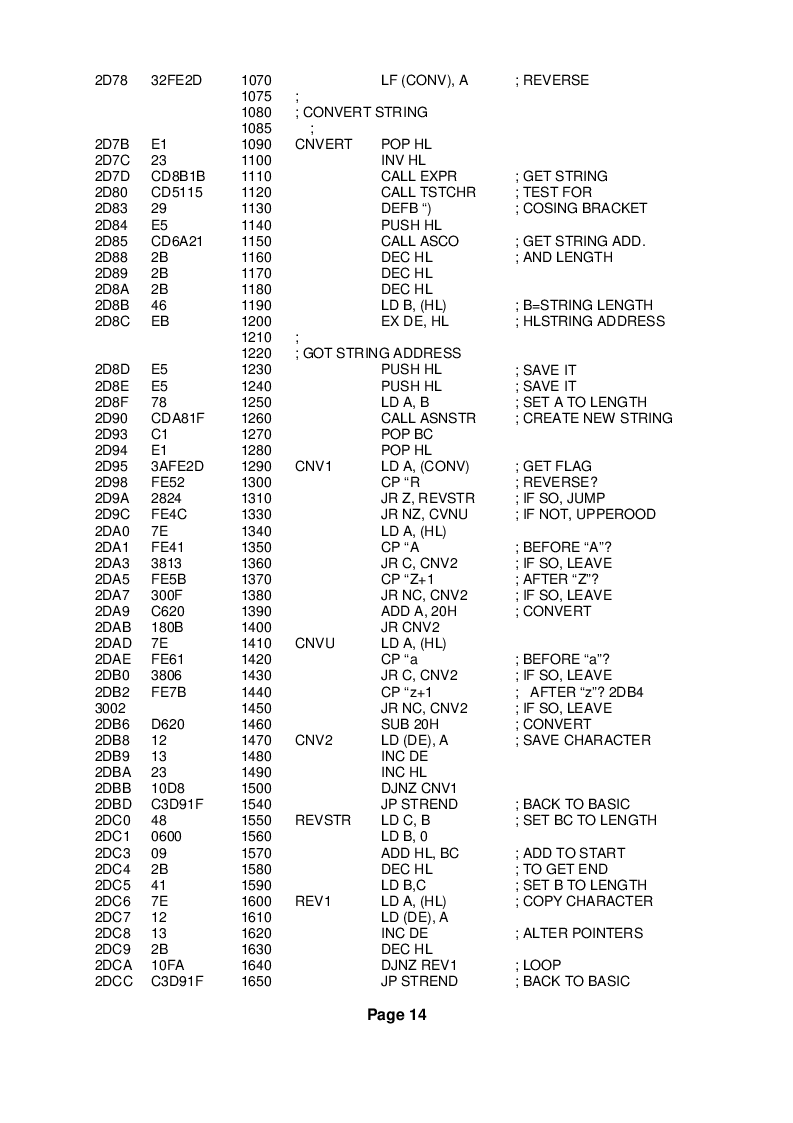 2D78 32FE2D 1070 LF (CONV), A ; REVERSE
1075 ;
1080 ; CONVERT STRING
1085 ;
2D7B E1 1090 CNVERT POP HL
2D7C 23 1100 INV HL
2D7D CD8B1B 1110 CALL EXPR ; GET STRING
2D80 CD5115 1120 CALL TSTCHR ; TEST FOR
2D83 29 1130 DEFB “) ; COSING BRACKET
2D84 E5 1140 PUSH HL
2D85 CD6A21 1150 CALL ASCO ; GET STRING ADD.
2D88 2B 1160 DEC HL ; AND LENGTH
2D89 2B 1170 DEC HL
2D8A 2B 1180 DEC HL
2D8B 46 1190 LD B, (HL) ; B=STRING LENGTH
2D8C EB 1200 EX DE, HL ; HLSTRING ADDRESS
1210 ;
1220 ; GOT STRING ADDRESS
2D8D E5 1230 PUSH HL ; SAVE IT
2D8E E5 1240 PUSH HL ; SAVE IT
2D8F 78 1250 LD A, B ; SET A TO LENGTH
2D90 CDA81F 1260 CALL ASNSTR ; CREATE NEW STRING
2D93 C1 1270 POP BC
2D94 E1 1280 POP HL
2D95 3AFE2D 1290 CNV1 LD A, (CONV) ; GET FLAG
2D98 FE52 1300 CP “R ; REVERSE?
2D9A 2824 1310 JR Z, REVSTR ; IF SO, JUMP
2D9C FE4C 1330 JR NZ, CVNU ; IF NOT, UPPEROOD
2DA0 7E 1340 LD A, (HL)
2DA1 FE41 1350 CP “A ; BEFORE “A”?
2DA3 3813 1360 JR C, CNV2 ; IF SO, LEAVE
2DA5 FE5B 1370 CP “Z+1 ; AFTER “Z”?
2DA7 300F 1380 JR NC, CNV2 ; IF SO, LEAVE
2DA9 C620 1390 ADD A, 20H ; CONVERT
2DAB 180B 1400 JR CNV2
2DAD 7E 1410 CNVU LD A, (HL)
2DAE FE61 1420 CP “a ; BEFORE “a”?
2DB0 3806 1430 JR C, CNV2 ; IF SO, LEAVE
2DB2 FE7B 1440 CP “z+1 ; AFTER “z”? 2DB4
3002 1450 JR NC, CNV2 ; IF SO, LEAVE
2DB6 D620 1460 SUB 20H ; CONVERT
2DB8 12 1470 CNV2 LD (DE), A ; SAVE CHARACTER
2DB9 13 1480 INC DE
2DBA 23 1490 INC HL
2DBB 10D8 1500 DJNZ CNV1
2DBD C3D91F 1540 JP STREND ; BACK TO BASIC
2DC0 48 1550 REVSTR LD C, B ; SET BC TO LENGTH
2DC1 0600 1560 LD B, 0
2DC3 09 1570 ADD HL, BC ; ADD TO START
2DC4 2B 1580 DEC HL ; TO GET END
2DC5 41 1590 LD B,C ; SET B TO LENGTH
2DC6 7E 1600 REV1 LD A, (HL) ; COPY CHARACTER
2DC7 12 1610 LD (DE), A
2DC8 13 1620 INC DE ; ALTER POINTERS
2DC9 2B 1630 DEC HL
2DCA 10FA 1640 DJNZ REV1 ; LOOP
2DCC C3D91F 1650 JP STREND ; BACK TO BASIC
Page 14